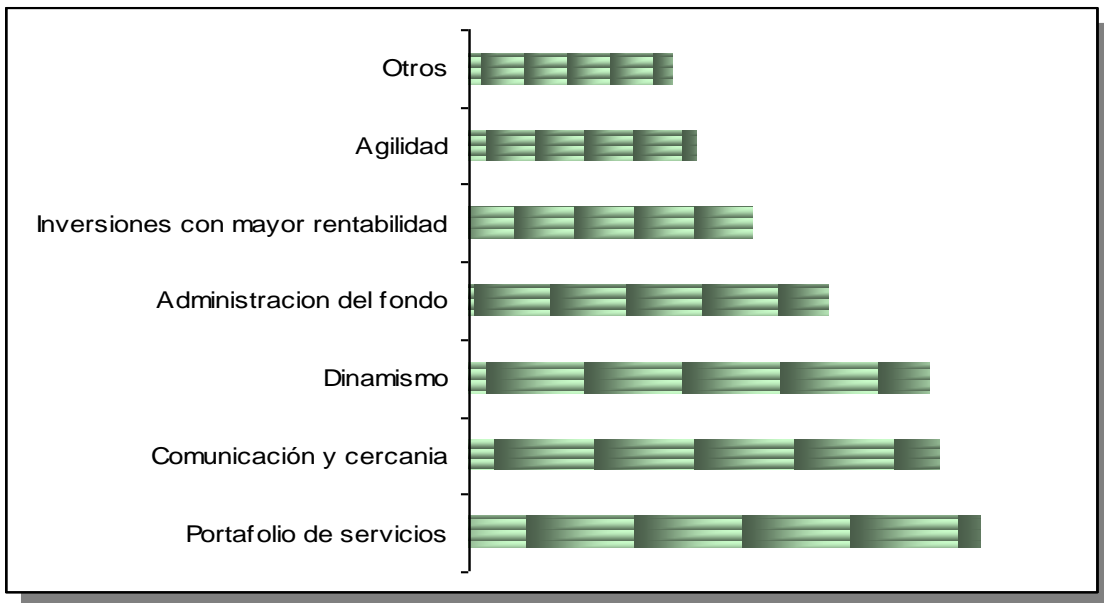 Otros
Agilidad
Inversiones con mayor rentabilidad
Administracion del fondo
Dinamismo
Comunicación y cercania
Portafolio de servicios